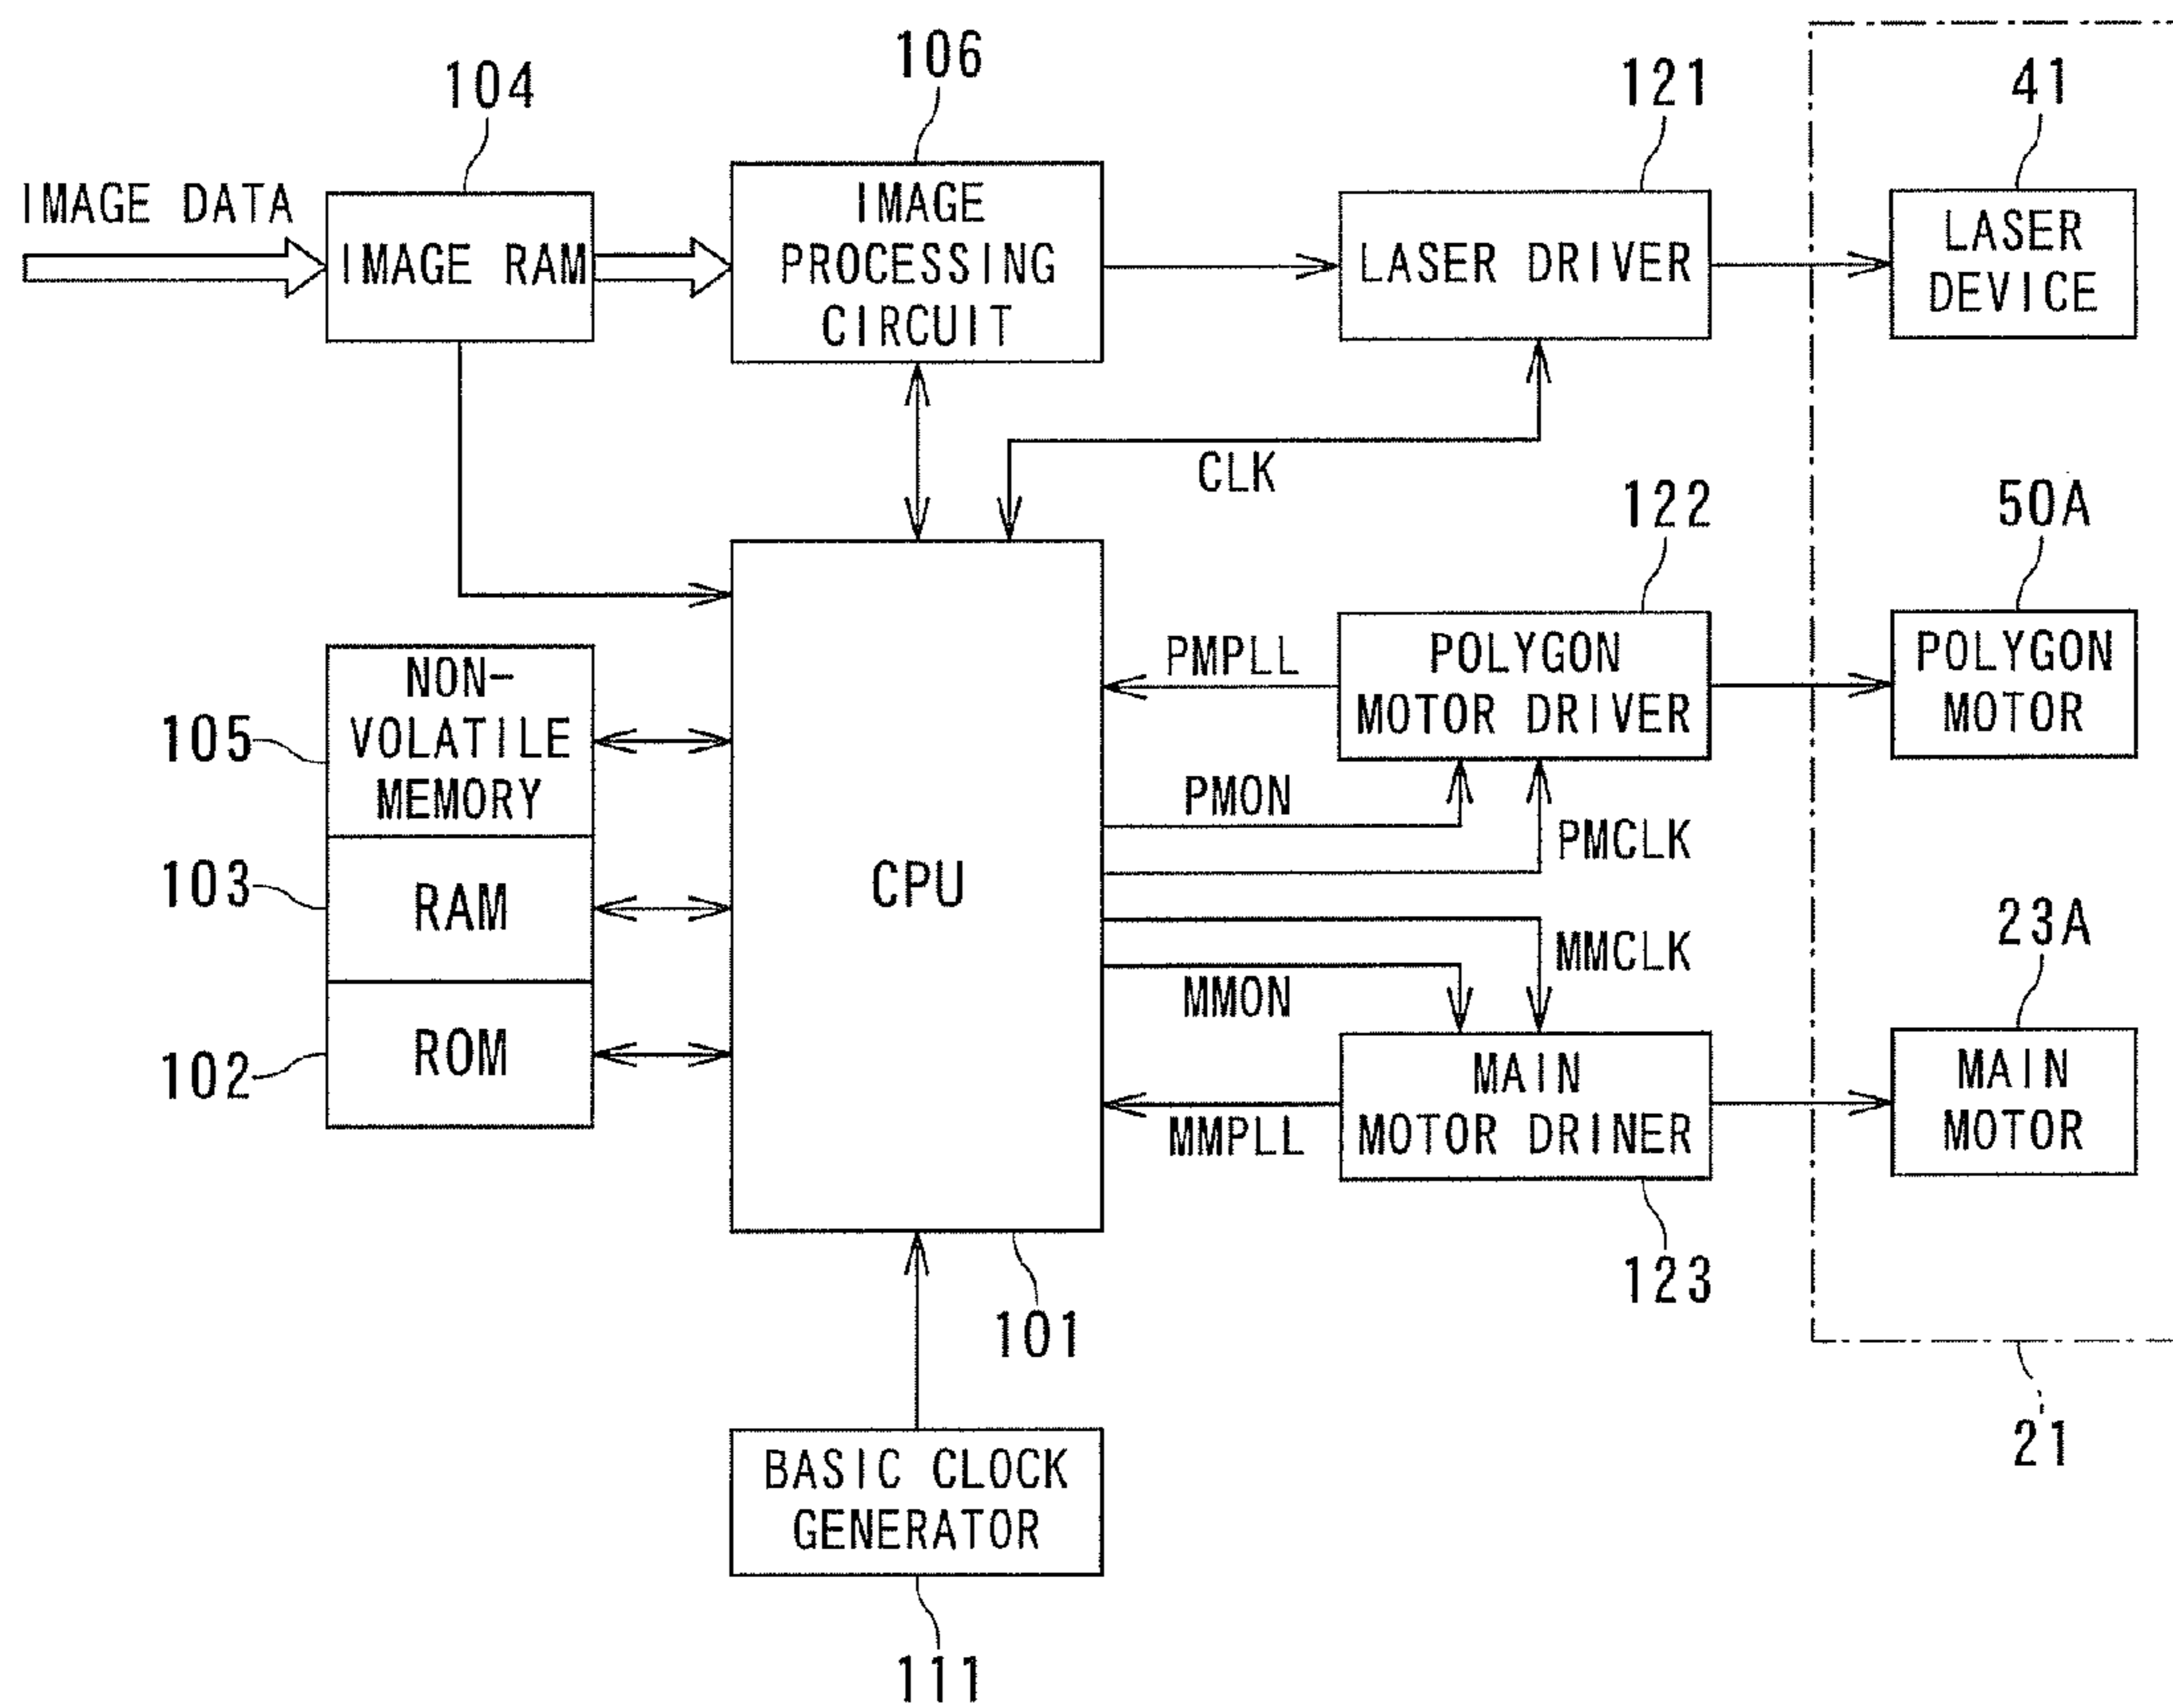 106
104
121
41
IMAGE DATA
IMAGE RAM
IMAGE
PROCESSING
CIRCUIT
LASER DRIVER
LASER
DEVICE
CLK
122
50A
NON-
VOLATILE
MEMORY
105
PMPLL
POLYGON
MOTOR DRIVER
POLYGON
MOTOR
PMON
PMCLK
103
RAM
CPU
23A
MMCLK
MMON
102
ROM
MAIN
MOTOR DRINER
MAIN
MOTOR
MMPLL
123
101
21
BASIC CLOCK
GENERATOR
111